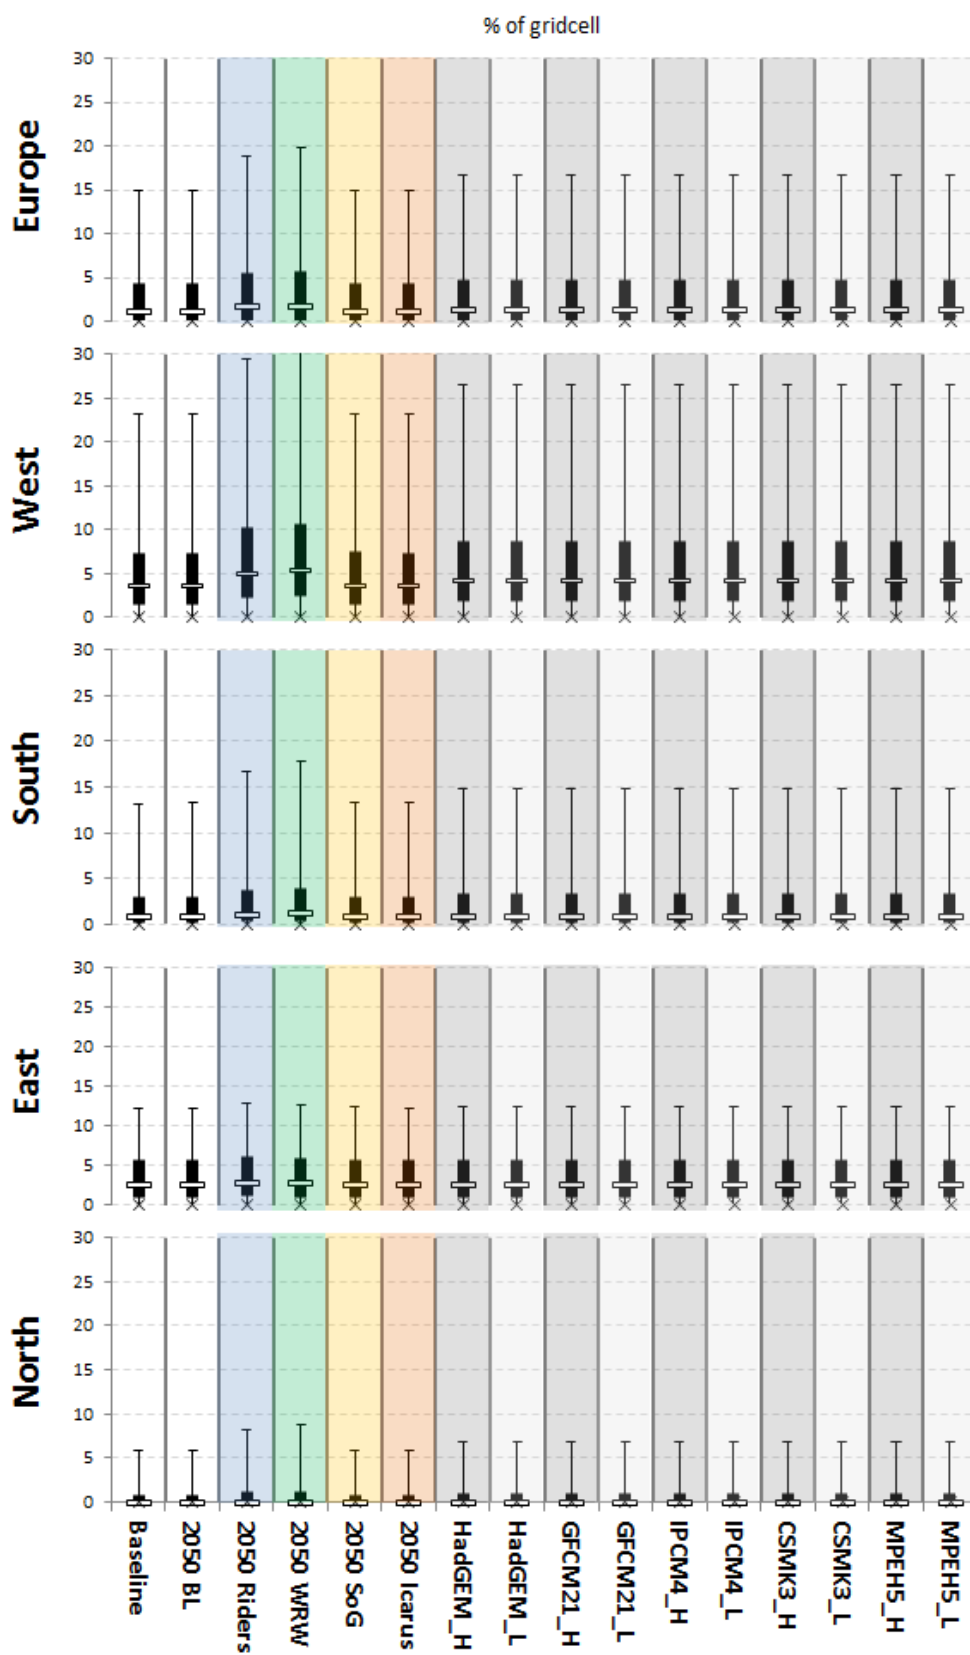 % of gridcell
Europe
30
25
20
15
10
5
0
West
30
25
20
15
10
5
0
South
30
25
20
15
10
5
0
East
30
25
20
15
10
5
0
North
30
25
20
15
10
5
0
Baseline
2050 BL
2050 Riders
2050 WRW
2050 SoG
2050 Icarus
HadGEM_H
HadGEM_L
GFCM21_H
GFCM21_L
IPCM4_H
IPCM4_L
CSMK3_H
CSMK3_L
MPEH5_H
MPEH5_L